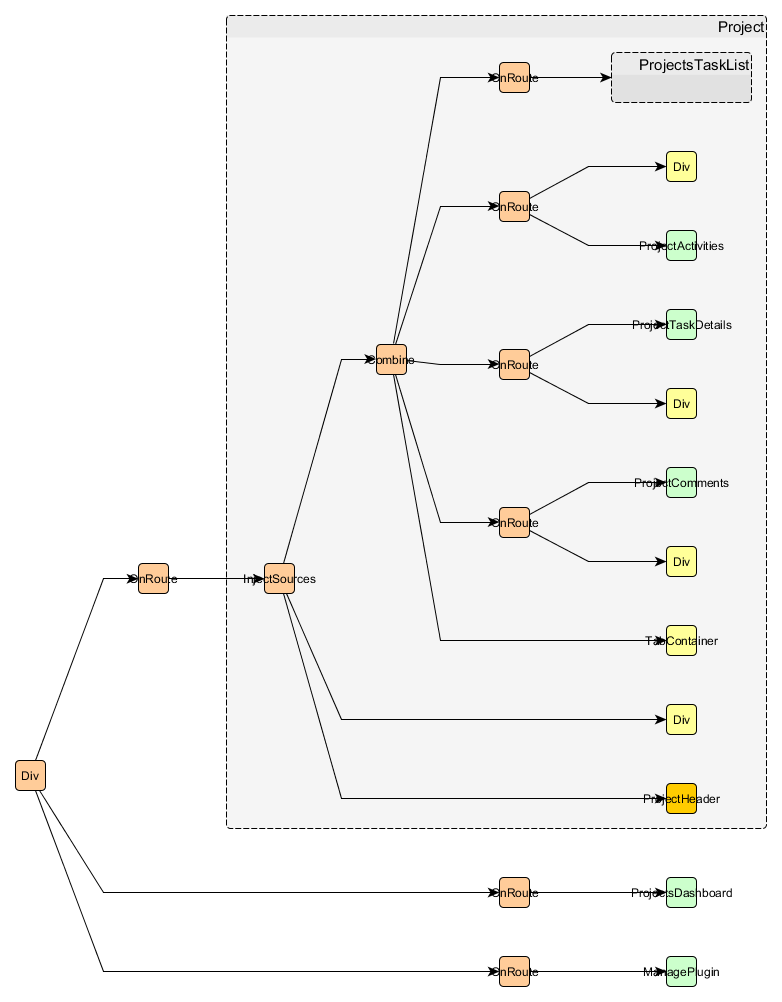 Project
OnRoute
ProjectsTaskList
Div
OnRoute
ProjectActivities
ProjectTaskDetails
Combine
OnRoute
Div
ProjectComments
OnRoute
Div
OnRoute
InjectSources
TabContainer
Div
Div
ProjectHeader
OnRoute
ProjectsDashboard
OnRoute
ManagePlugin